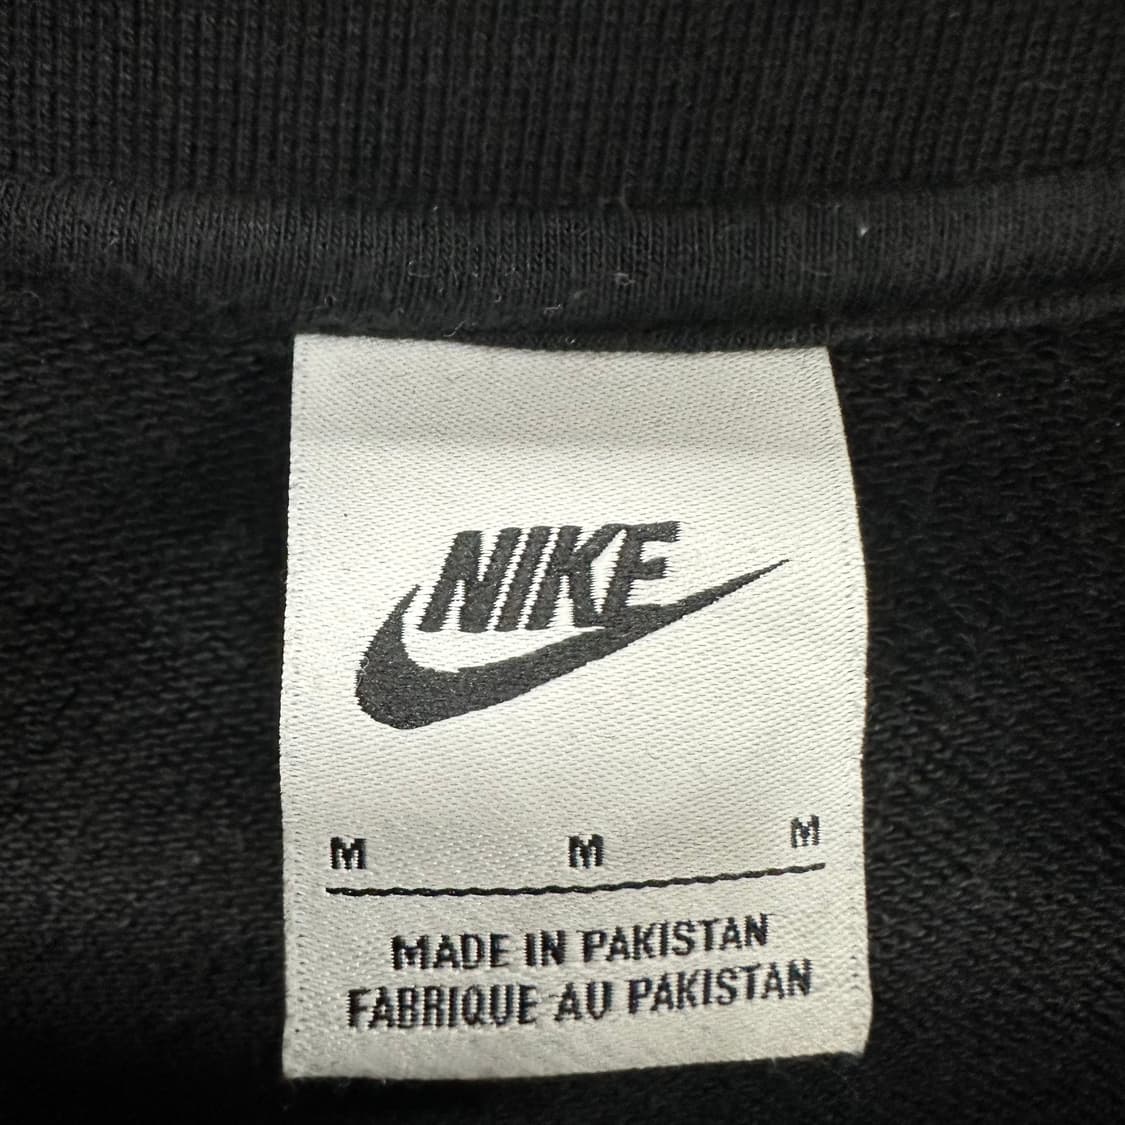 NIKE
M M M
MADE IN PAKISTAN
FABRIQUE AU PAKISTAN